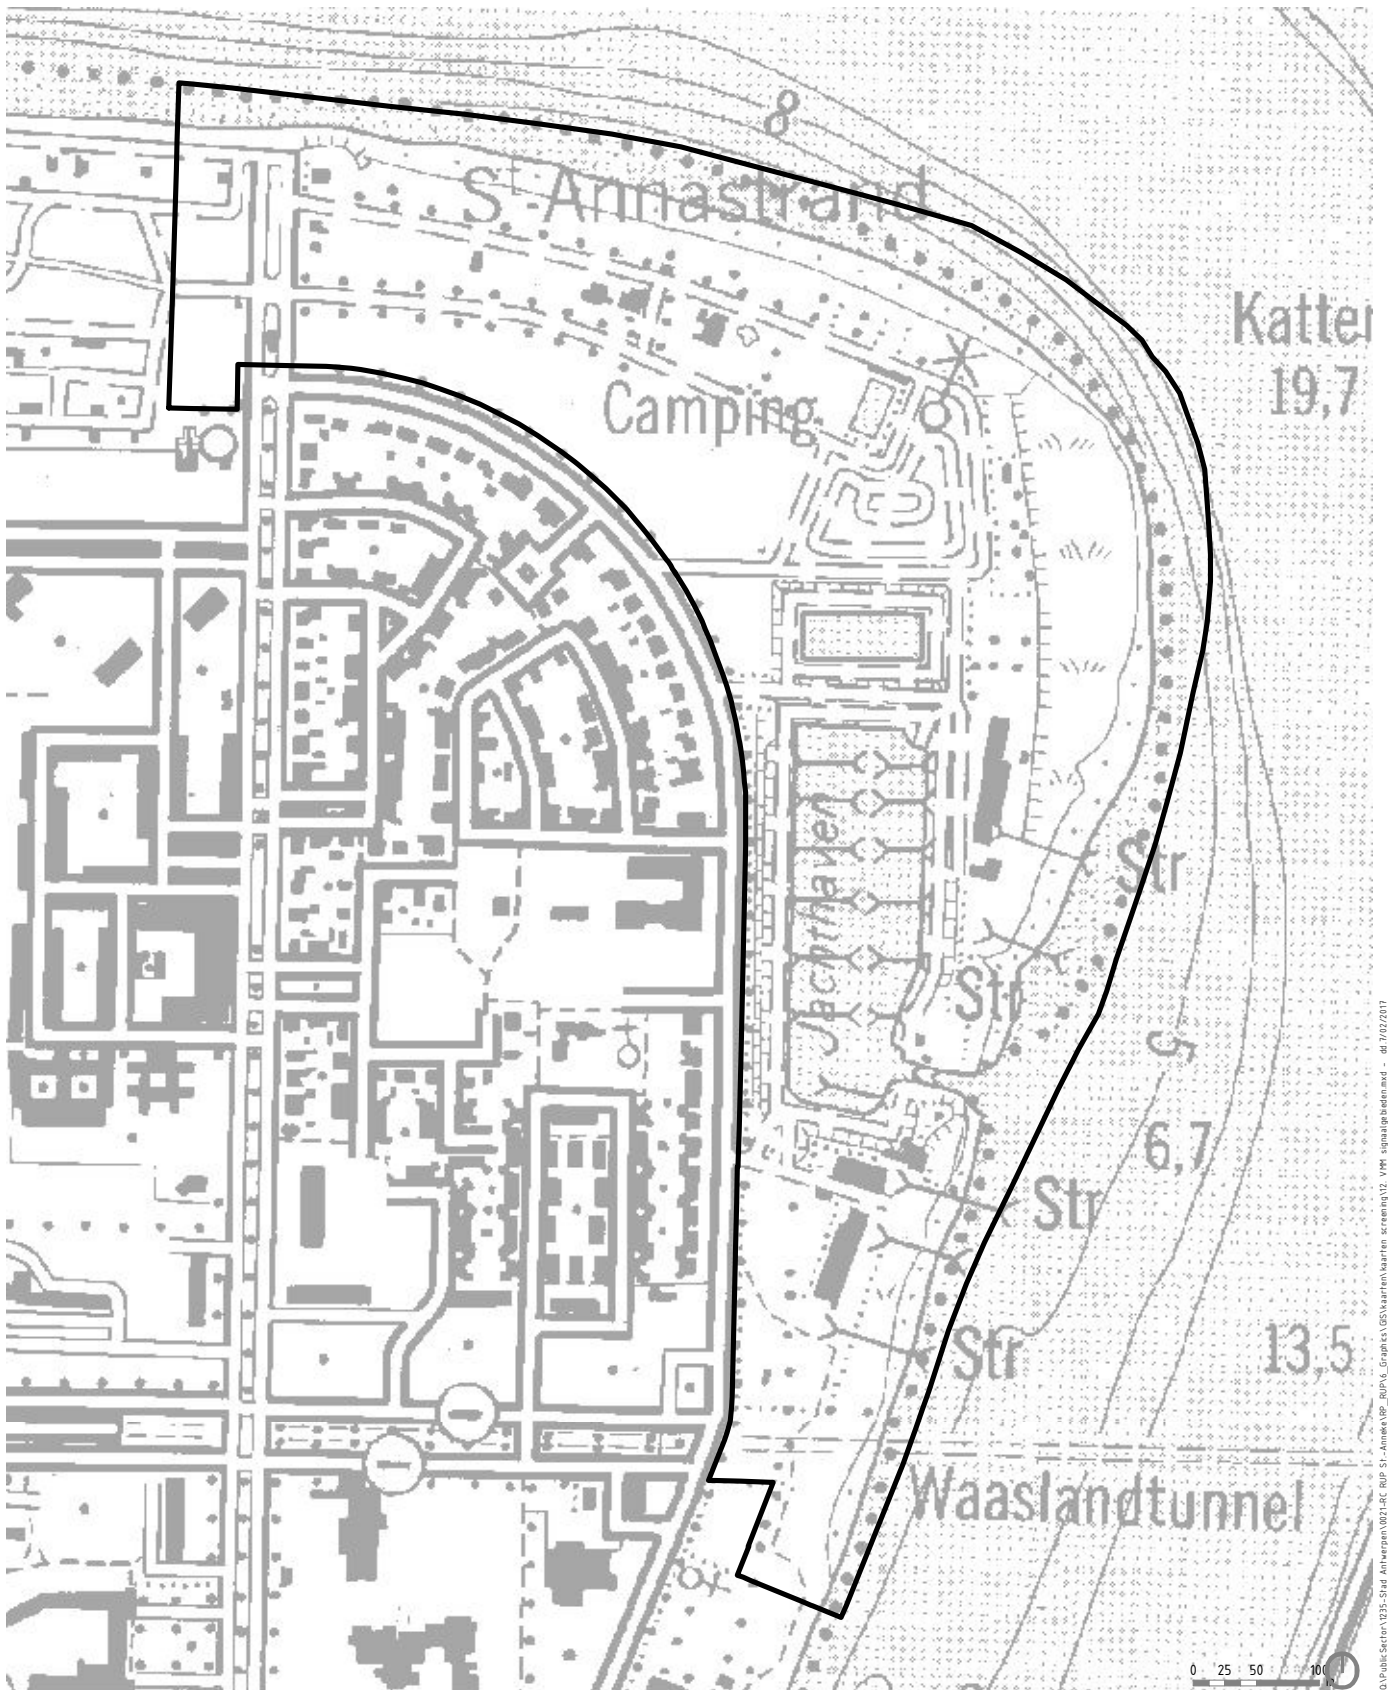 8
St Annastrand
Katter
19,7
Camping
Jachthaven
Str
Str
5
6,7
Str
Str
13,5
Waaslandtunnel
0 25 50 100